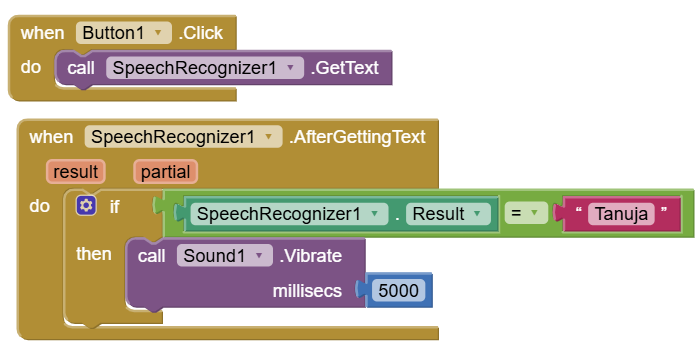 when Button1 .Click
do call SpeechRecognizer1 .GetText
when SpeechRecognizer1 .AfterGettingText
result partial
do if SpeechRecognizer1 . Result = “ Tanuja ”
then call Sound1 .Vibrate
millisecs 5000